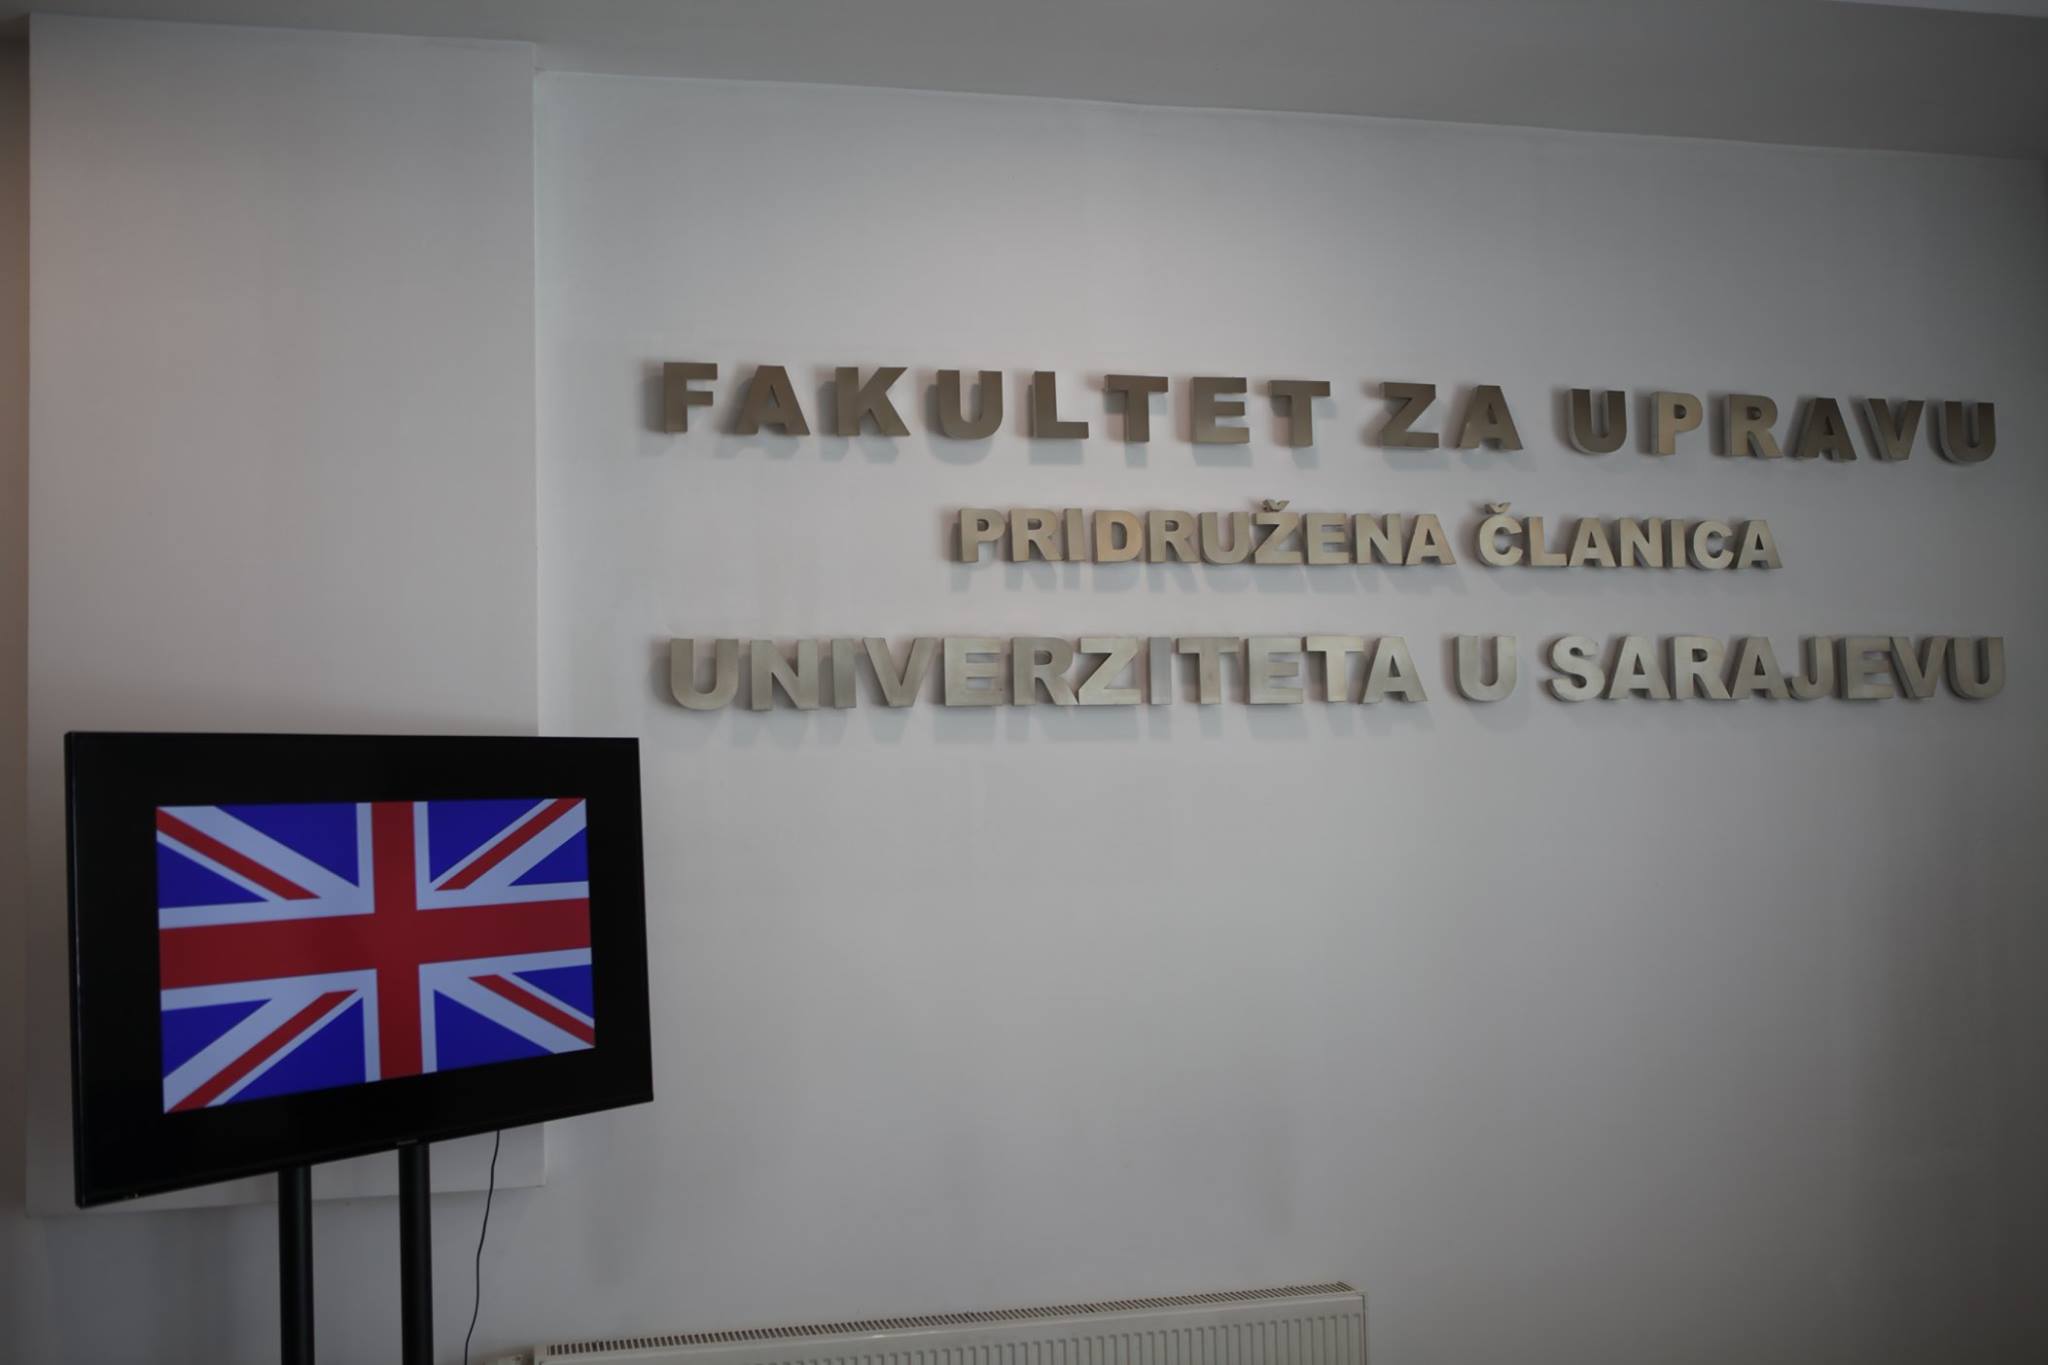 FAKULTET ZA UPRAVU
PRIDRUŽENA ČLANICA
UNIVERZITETA U SARAJEVU